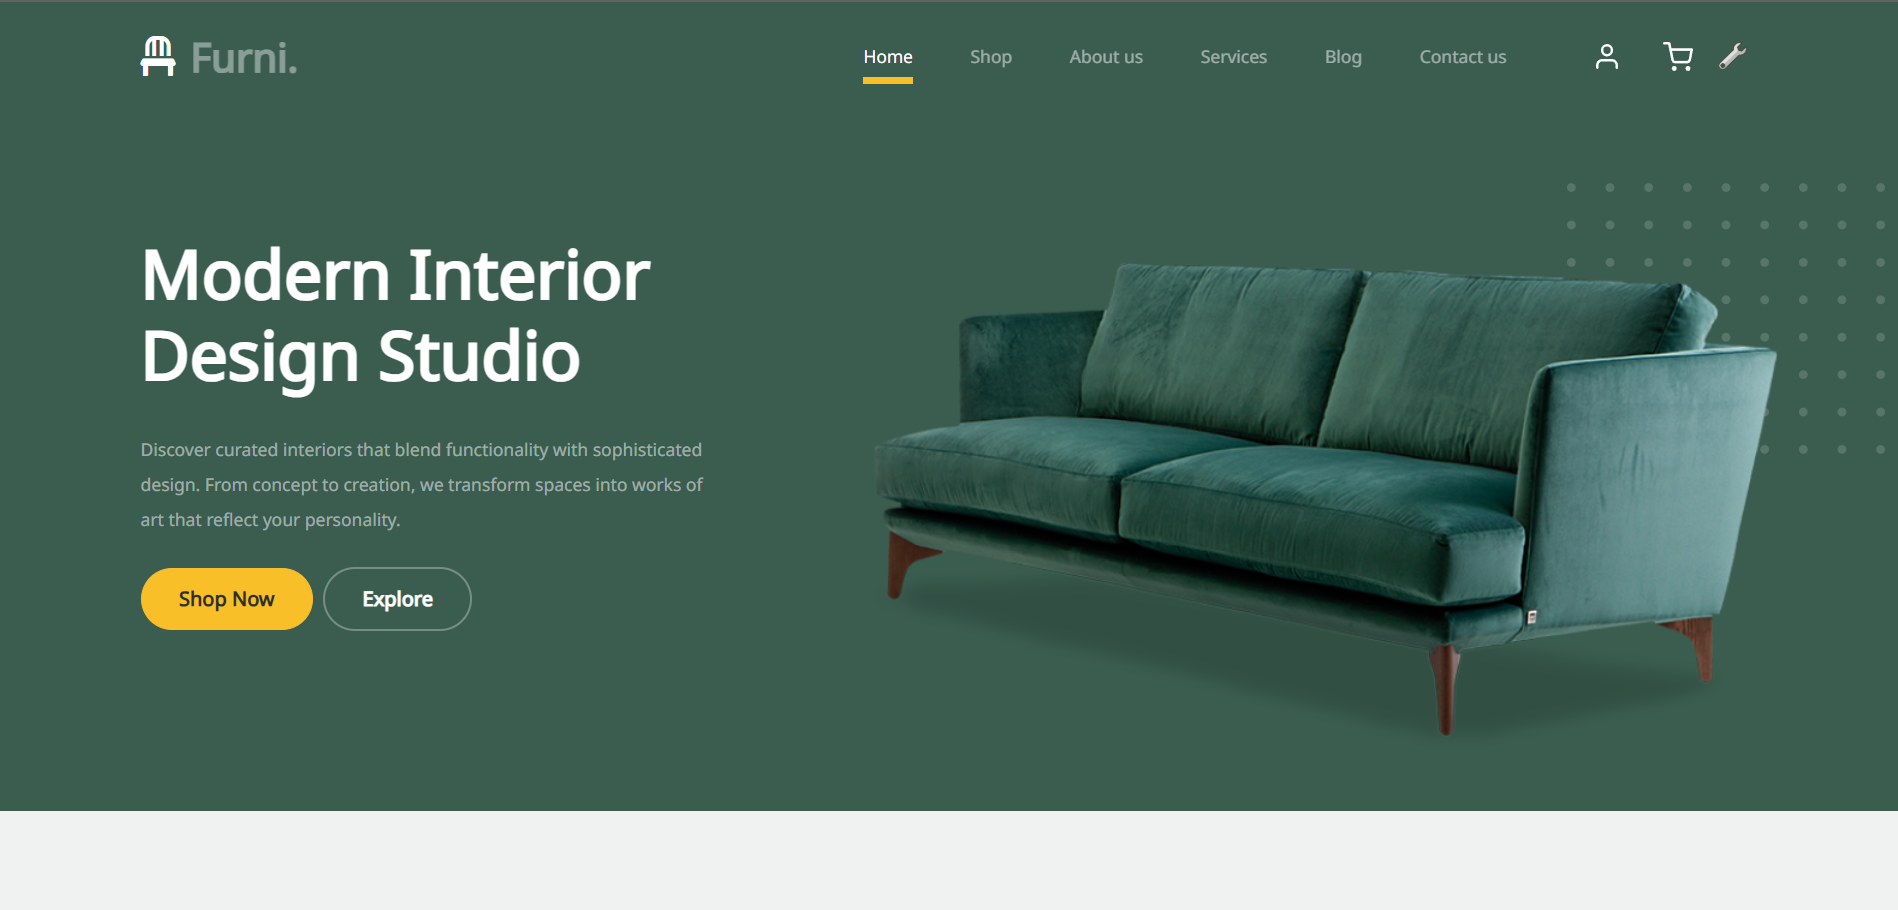 Furni.
Home Shop About us Services Blog Contact us
Modern Interior
Design Studio
Discover curated interiors that blend functionality with sophisticated
design. From concept to creation, we transform spaces into works of
art that reflect your personality.
Shop Now Explore